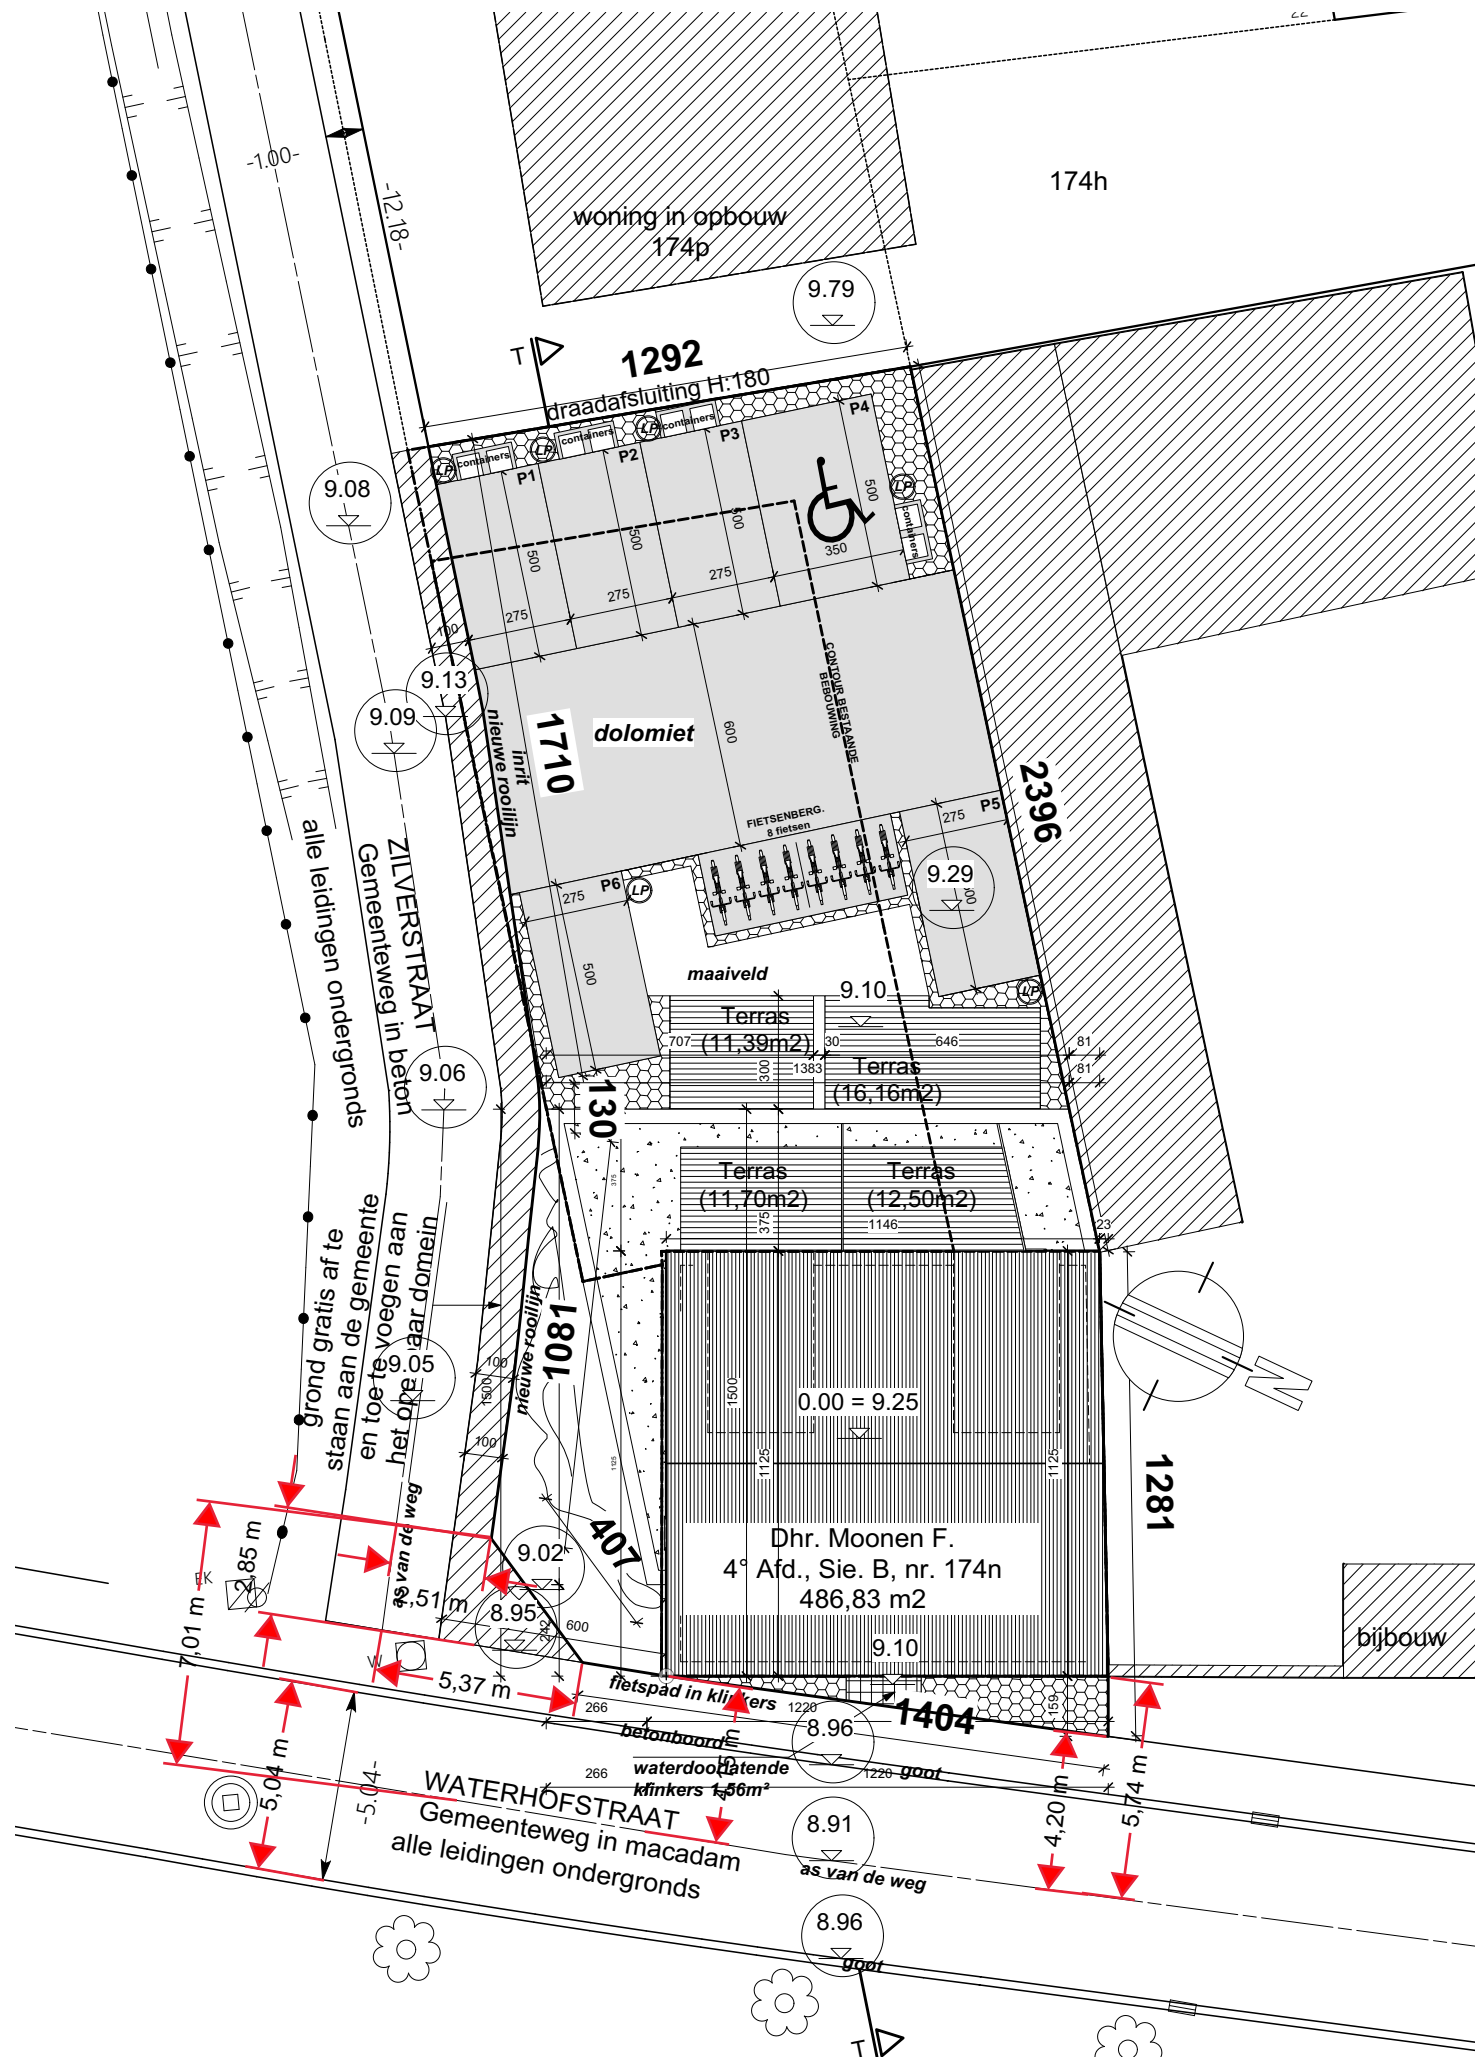 22
174h
-1.00-
-12.18-
woning in opbouw
174p
9.79
T
1292
draadafsluiting H:180
containers
containers
containers
containers
LP
LP
LP
LP
P1
P2
P3
P4
9.08
500
500
500
500
350
275
275
275
100
9.13
9.09
nieuwe rooilijn
inrit
1710
dolomiet
600
CONTOUR BESTAANDE
BEBOUWING
2396
FIETSENBERG.
8 fietsen
P5
275
9.29
P6
LP
275
500
ZILVERSTRAAT
Gemeenteweg in beton
alle leidingen ondergronds
maaiveld
9.10
LP
Terras
(11,39m2)
707
30
646
81
1383
300
81
Terras
(16,16m2)
9.06
130
375
Terras
(11,70m2)
Terras
(12,50m2)
375
1146
23
grond gratis af te
staan aan de gemeente
en toe te voegen aan
9.05
nieuwe rooilijn
1081
100
1500
100
1500
0.00 = 9.25
1125
1125
1125
N
1281
407
Dhr. Moonen F.
4° Afd., Sie. B, nr. 174n
486,83 m2
9.10
as van de weg
9.02
8.95
242
600
2,85 m
EK
2,51 m
7,01 m
W
5,37 m
bijbouw
fietspad in klinkers
266
1220
1404
159
betonboord
8.96
266
1220
goot
5,04 m
-5.04-
4,20 m
5,74 m
WATERHOFSTRAAT
Gemeenteweg in macadam
alle leidingen ondergronds
8.91
as van de weg
8.96
goot
T